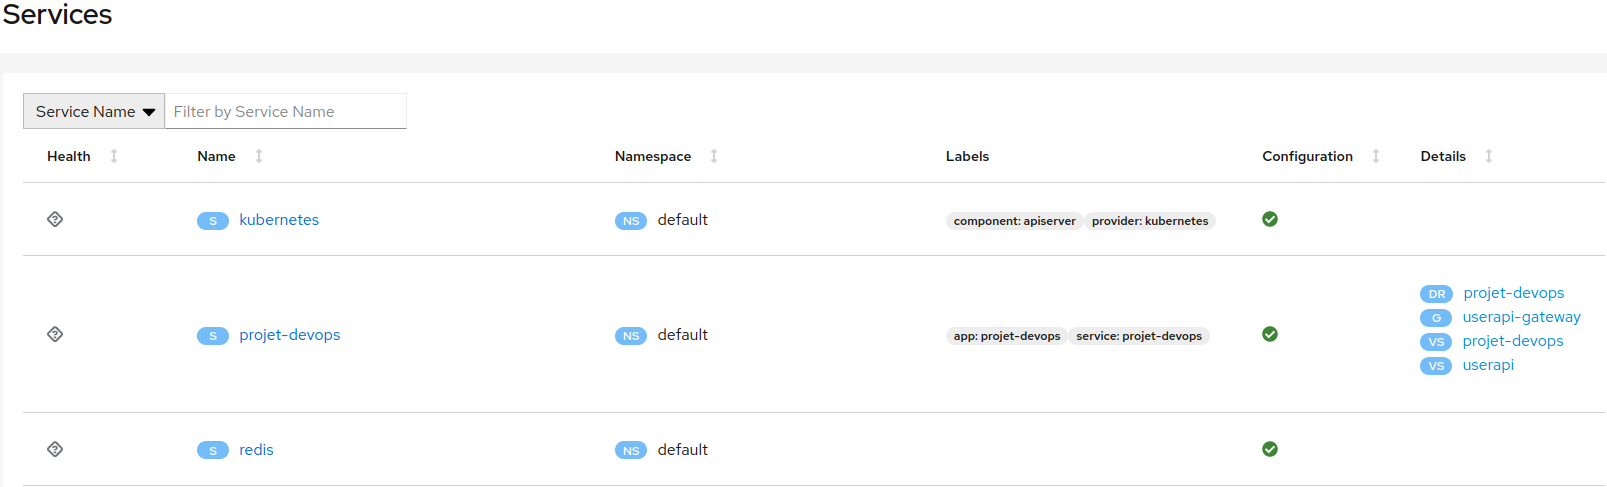 Services
Service Name Filter by Service Name
Health Name Namespace Labels Configuration Details
S kubernetes NS default component: apiserver provider: kubernetes
S projet-devops NS default app: projet-devops service: projet-devops
DR projet-devops
G userapi-gateway
VS projet-devops
VS userapi
S redis NS default